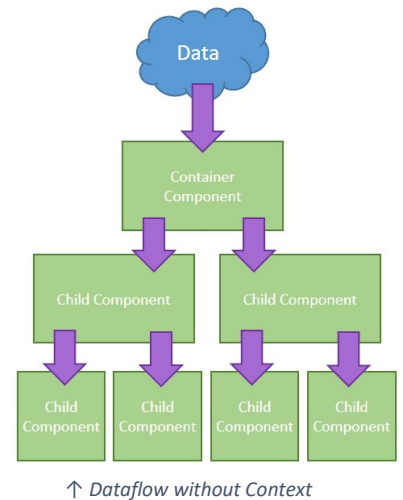 Data
Container
Component
Child Component
Child Component
Child
Component
Child
Component
Child
Component
Child
Component
↑ Dataflow without Context